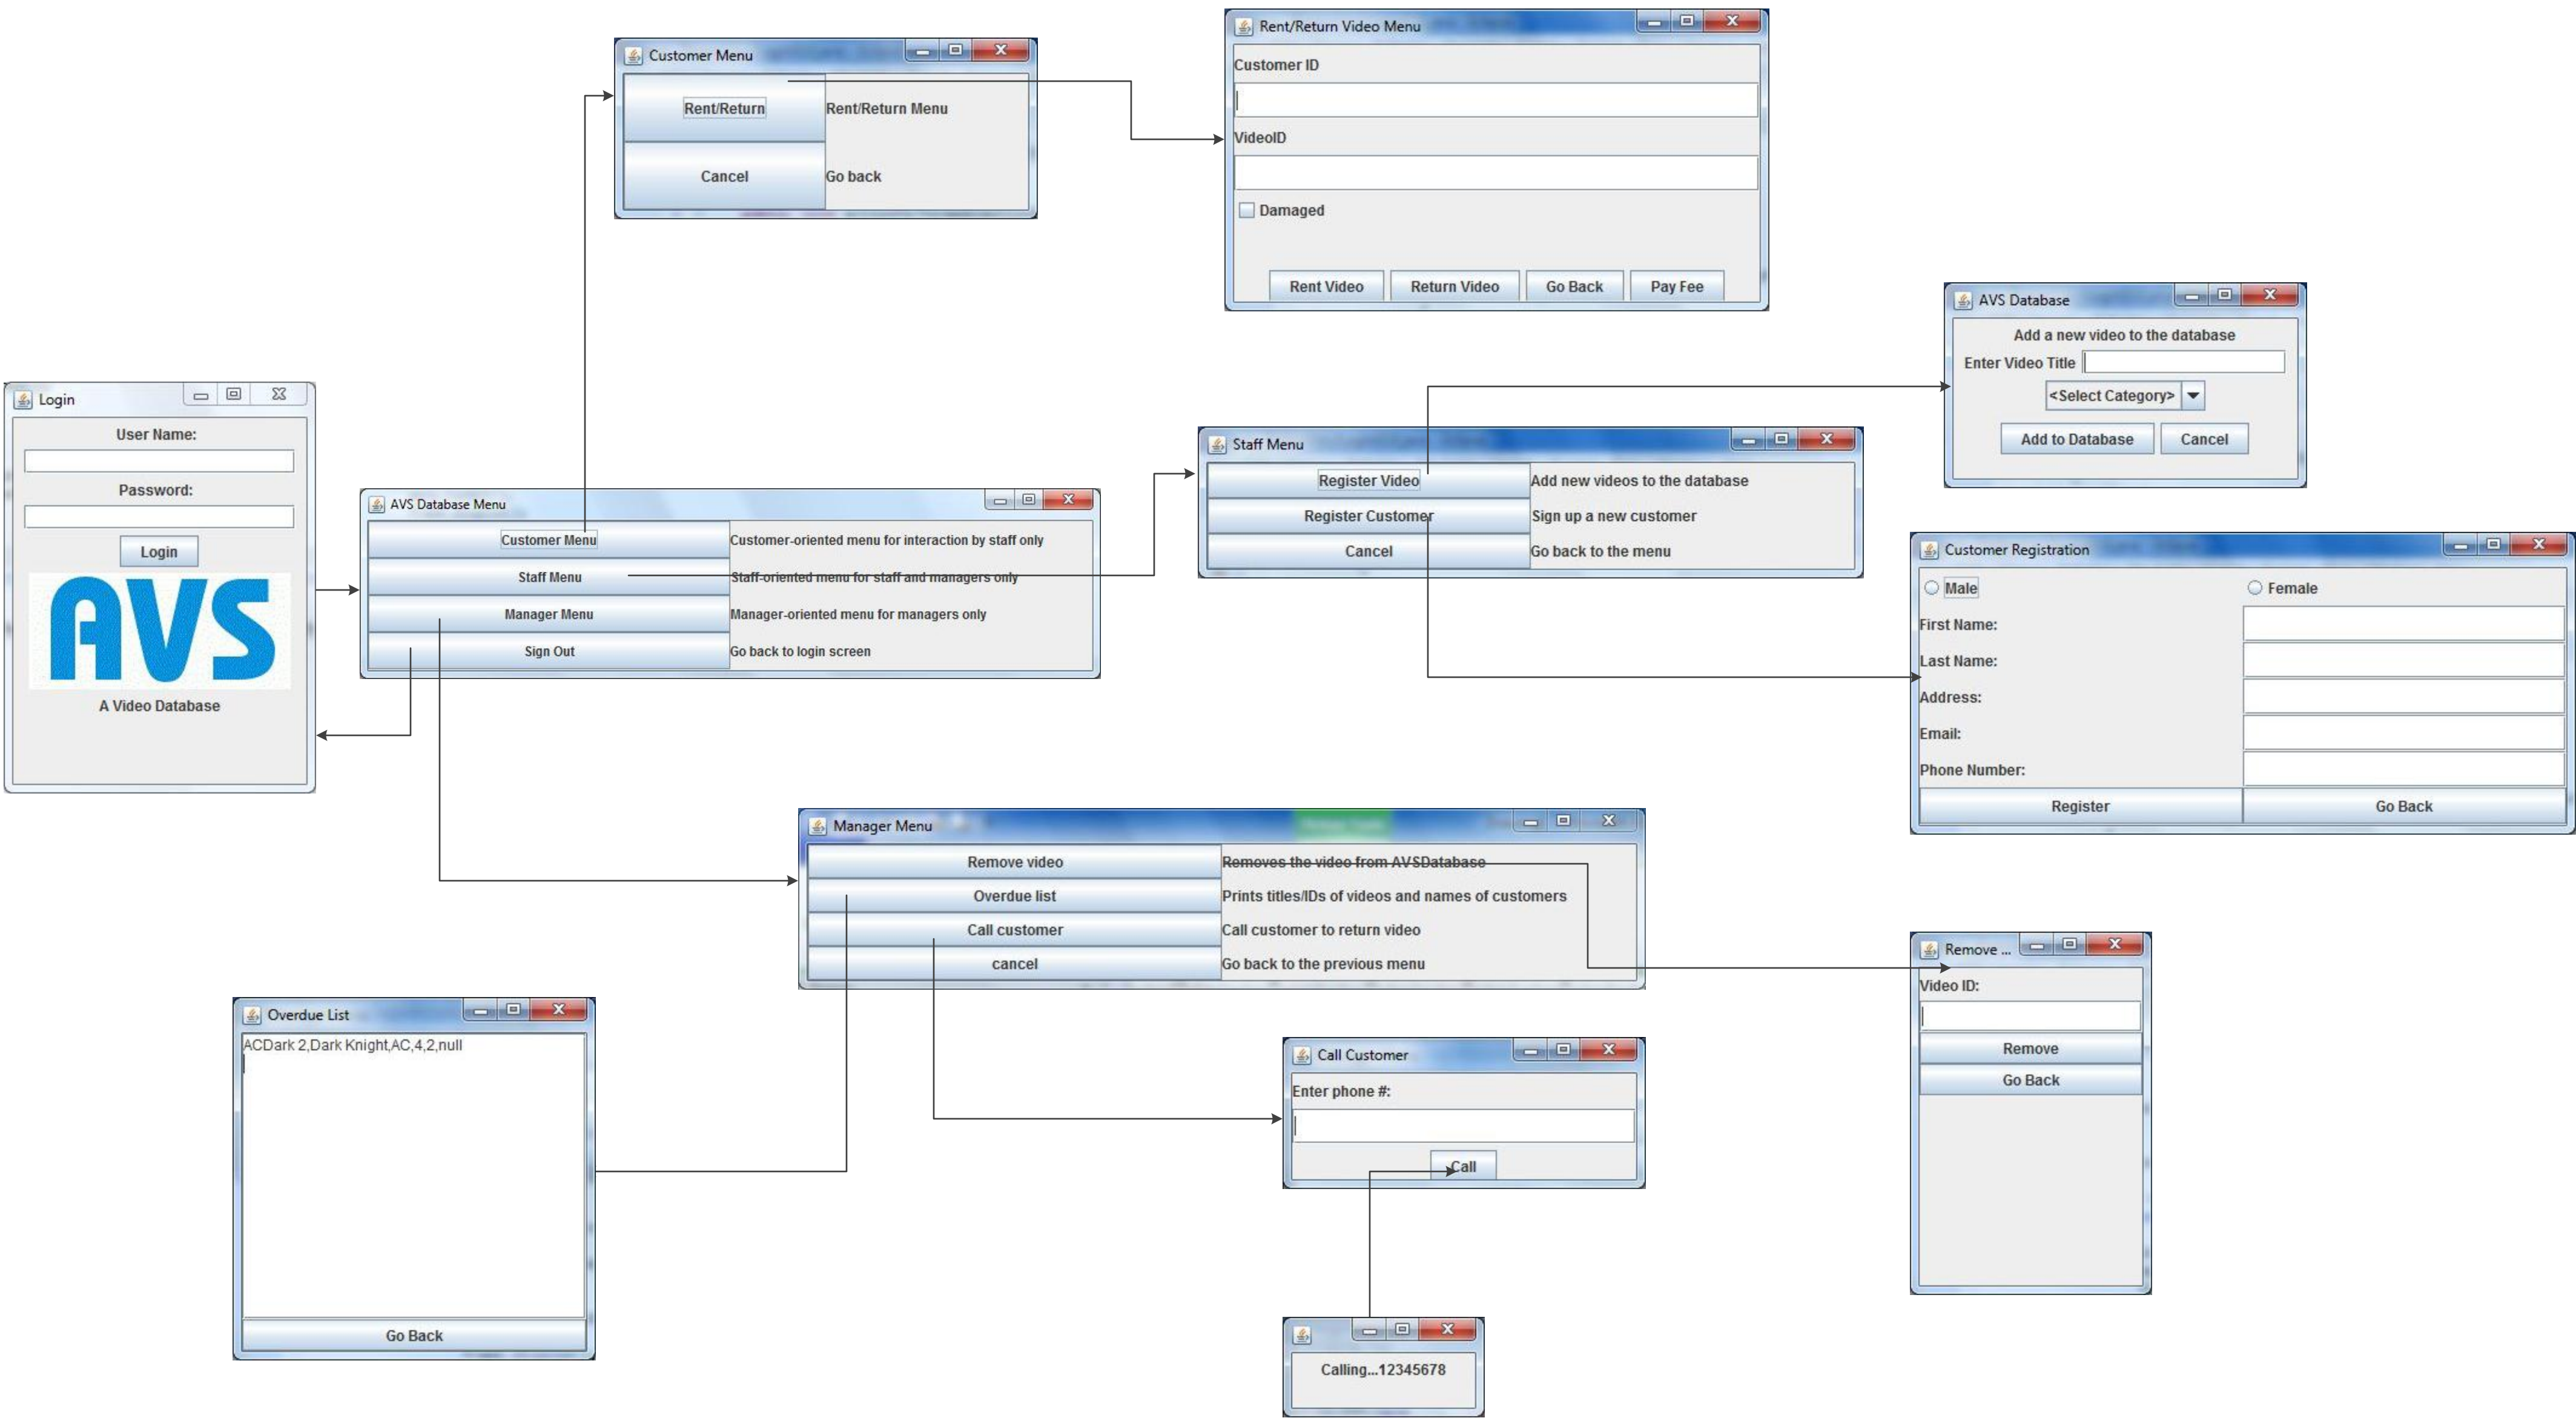 Customer Menu
Rent/Return
Rent/Return Menu
Cancel
Go back
Rent/Return Video Menu
Customer ID
VideoID
Damaged
Rent Video
Return Video
Go Back
Pay Fee
AVS Database
Add a new video to the database
Enter Video Title
<Select Category>
Add to Database
Cancel
Login
User Name:
Password:
Login
AVS
A Video Database
AVS Database Menu
Customer Menu
Customer-oriented menu for interaction by staff only
Staff Menu
Staff-oriented menu for staff and managers only
Manager Menu
Manager-oriented menu for managers only
Sign Out
Go back to login screen
Staff Menu
Register Video
Add new videos to the database
Register Customer
Sign up a new customer
Cancel
Go back to the menu
Customer Registration
Male
Female
First Name:
Last Name:
Address:
Email:
Phone Number:
Register
Go Back
Manager Menu
Remove video
Removes the video from AVSDatabase
Overdue list
Prints titles/IDs of videos and names of customers
Call customer
Call customer to return video
cancel
Go back to the previous menu
Overdue List
ACDark 2,Dark Knight,AC,4,2,null
Go Back
Call Customer
Enter phone #:
Call
Calling...12345678
Remove ...
Video ID:
Remove
Go Back